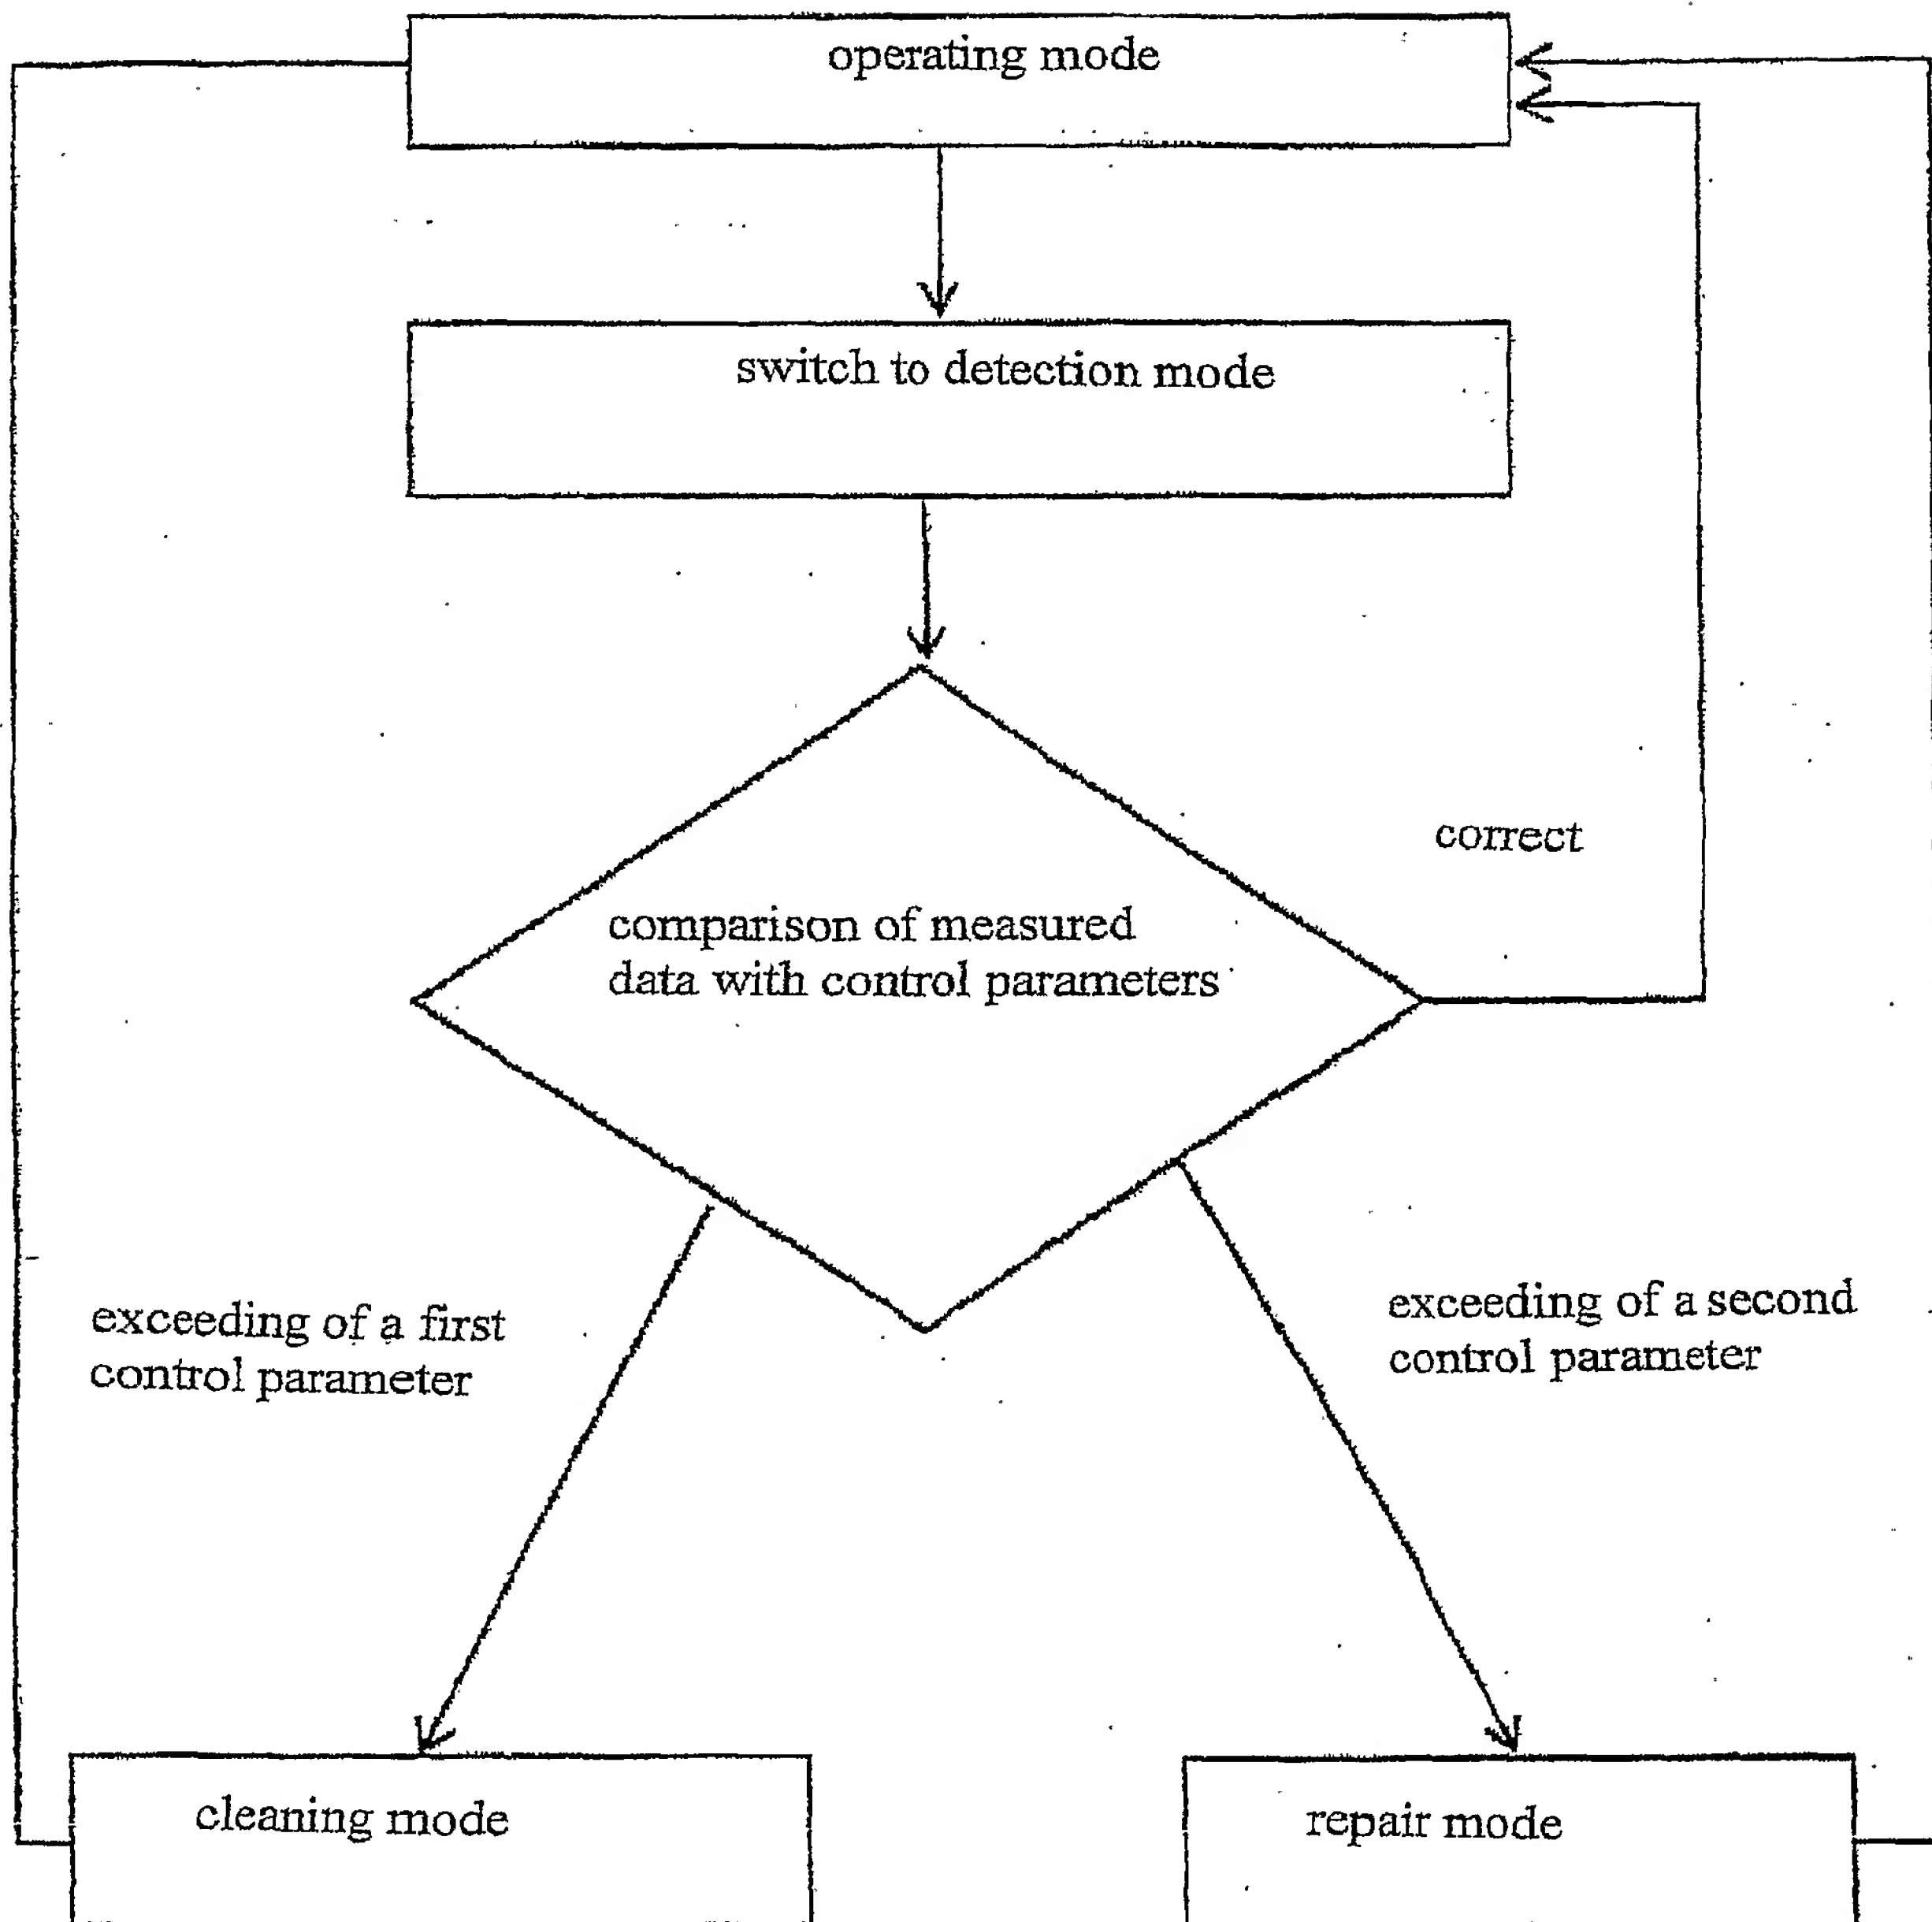 operating mode
switch to detection mode
correct
comparison of measured
data with control parameters
exceeding of a first
control parameter
exceeding of a second
control parameter
cleaning mode
repair mode